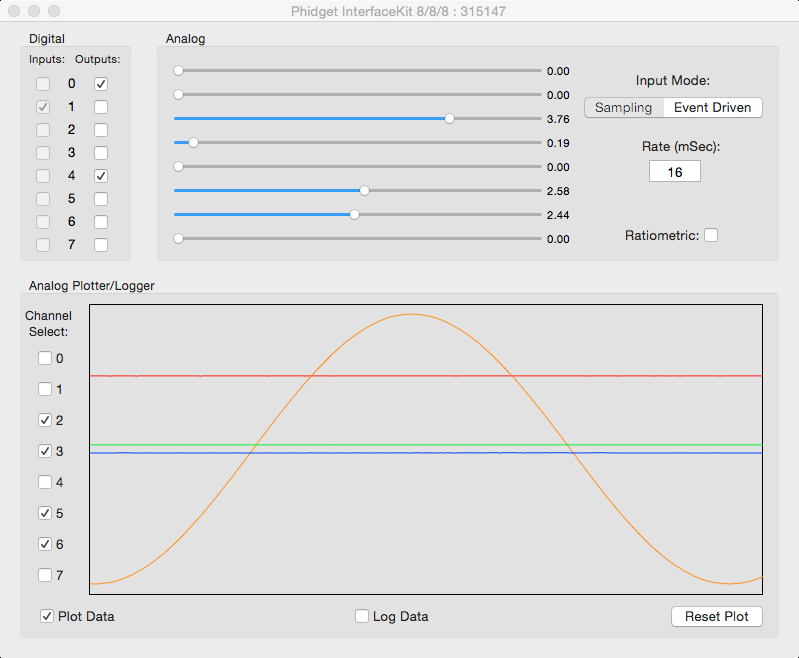 Phidget InterfaceKit 8/8/8 : 315147
Digital
Inputs: Outputs:
0
1
2
3
4
5
6
7
Analog
0.00
0.00
3.76
0.19
0.00
2.58
2.44
0.00
Input Mode:
Sampling Event Driven
Rate (mSec):
16
Ratiometric:
Analog Plotter/Logger
Channel
Select:
0
1
2
3
4
5
6
7
Plot Data Log Data Reset Plot